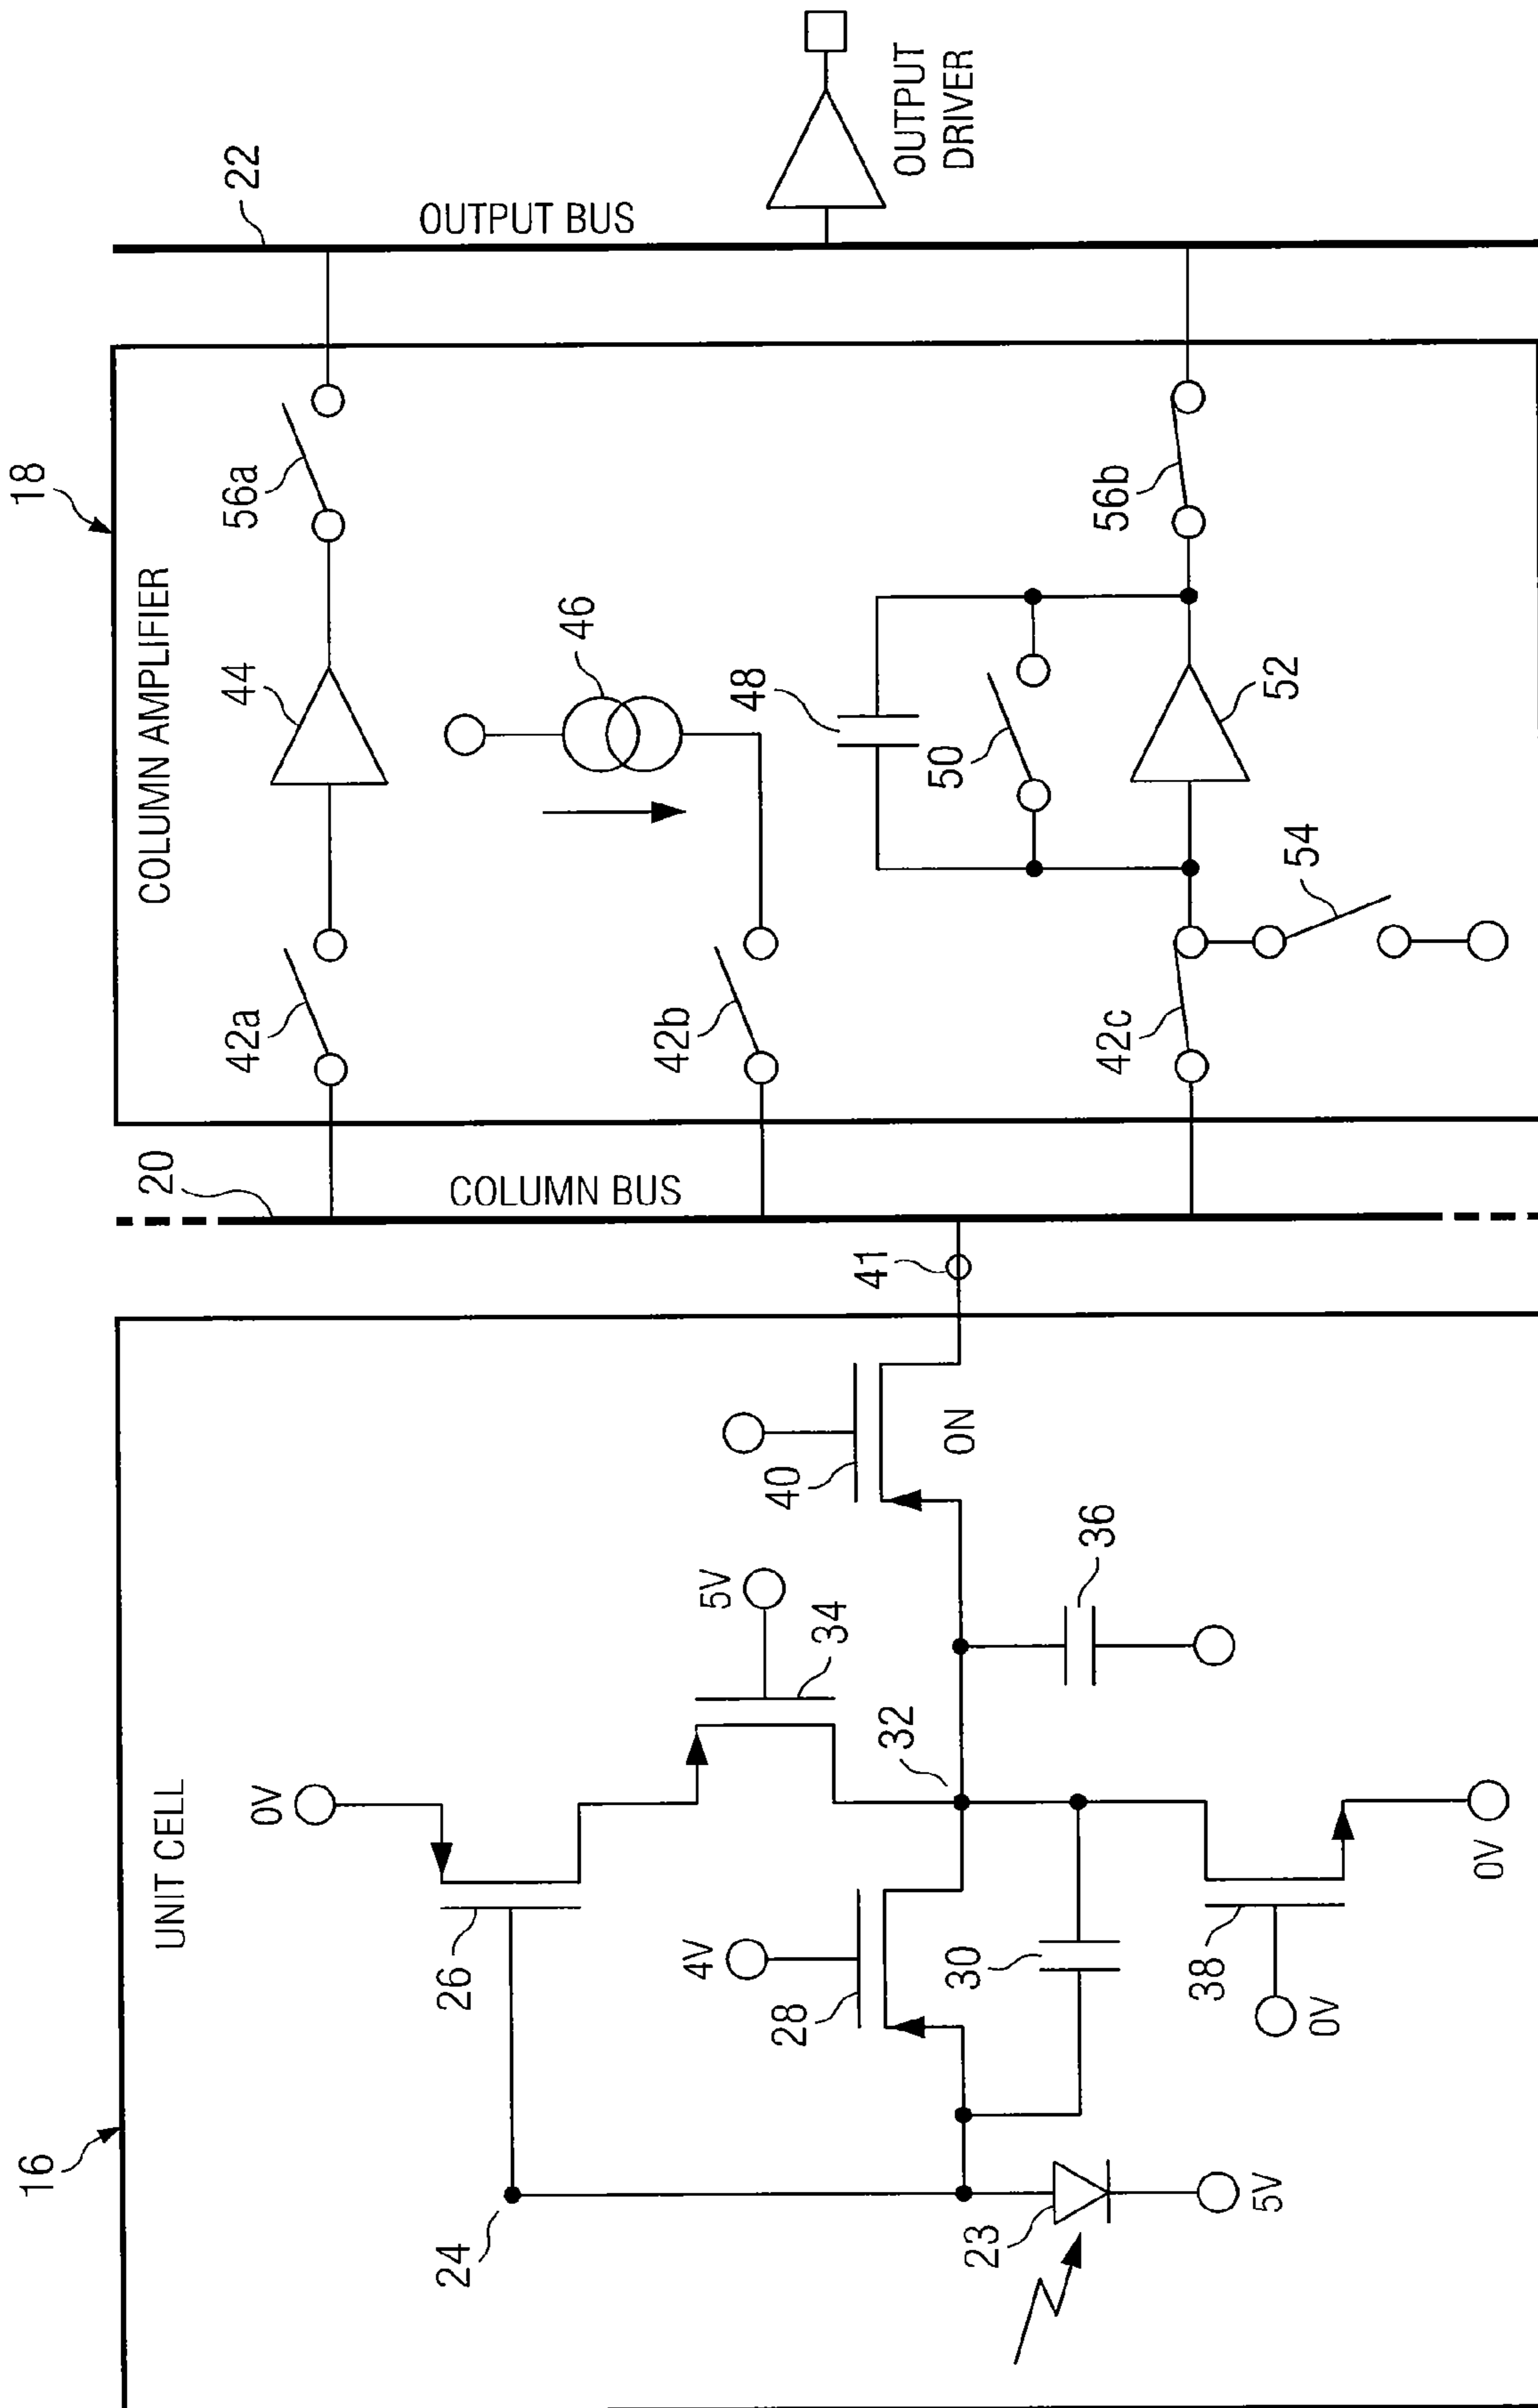 16
UNIT CELL
24
26
0V
23
5V
28
4V
30
32
34
5V
36
38
0V
0V
40
ON
41
20
COLUMN BUS
18
COLUMN AMPLIFIER
42a
44
56a
42b
46
42c
48
50
52
54
56b
22
OUTPUT BUS
OUTPUT
DRIVER